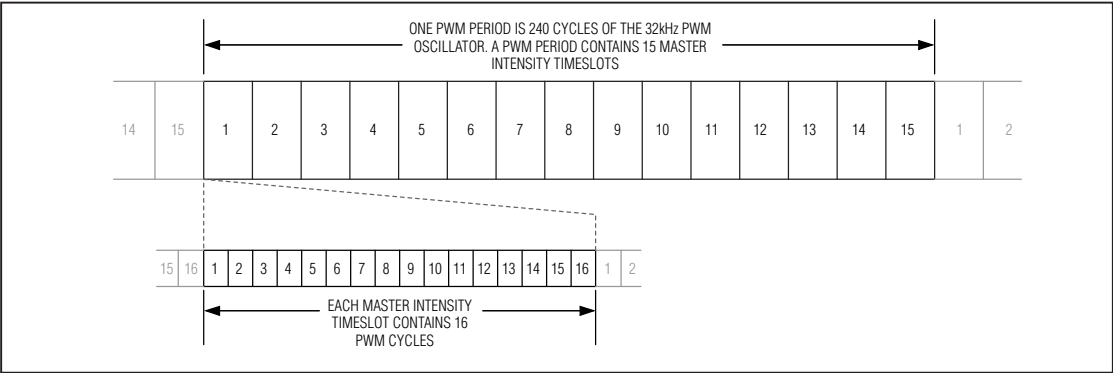 ONE PWM PERIOD IS 240 CYCLES OF THE 32kHz PWM
OSCILLATOR. A PWM PERIOD CONTAINS 15 MASTER
INTENSITY TIMESLOTS
14 15 1 2 3 4 5 6 7 8 9 10 11 12 13 14 15 1 2
15 16 1 2 3 4 5 6 7 8 9 10 11 12 13 14 15 16 1 2
EACH MASTER INTENSITY
TIMESLOT CONTAINS 16
PWM CYCLES